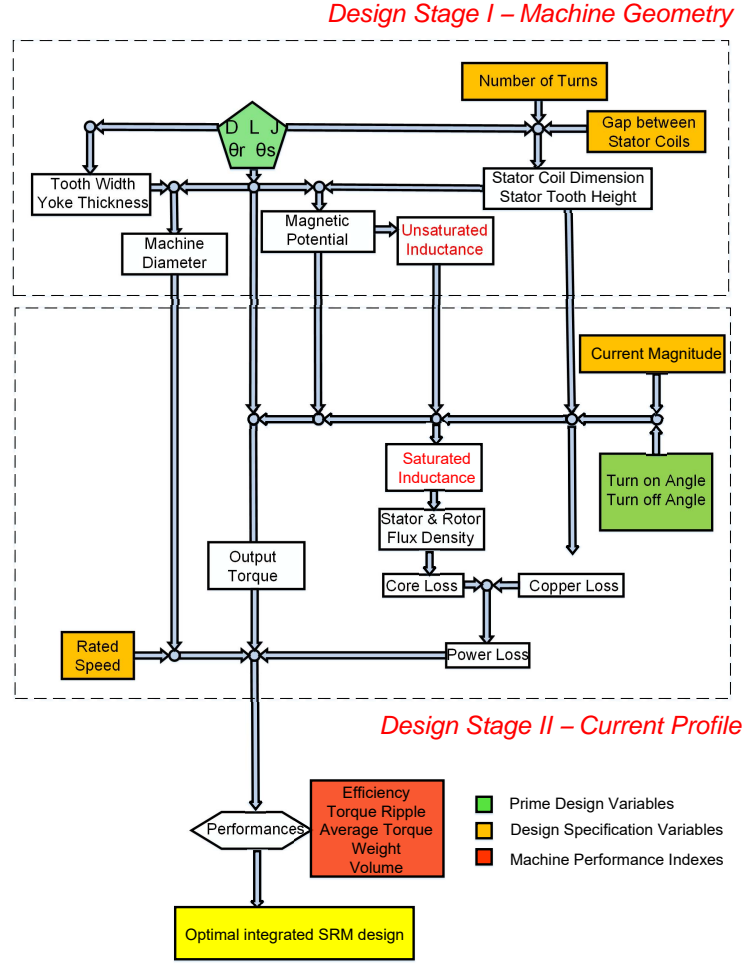 Design Stage I – Machine Geometry
Number of Turns
D L J
θr θs
Gap between
Stator Coils
Tooth Width
Yoke Thickness
Stator Coil Dimension
Stator Tooth Height
Machine
Diameter
Magnetic
Potential
Unsaturated
Inductance
Current Magnitude
Saturated
Inductance
Turn on Angle
Turn off Angle
Stator & Rotor
Flux Density
Output
Torque
Core Loss
Copper Loss
Rated
Speed
Power Loss
Design Stage II – Current Profile
Performances
Efficiency
Torque Ripple
Average Torque
Weight
Volume
Prime Design Variables
Design Specification Variables
Machine Performance Indexes
Optimal integrated SRM design